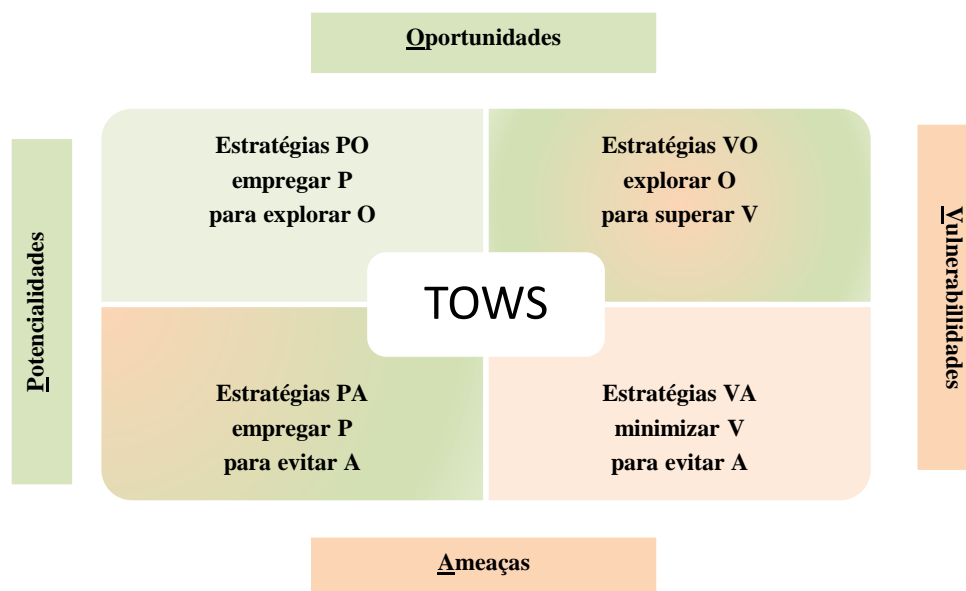 Oportunidades
Potencialidades
Estratégias PO
empregar P
para explorar O
Estratégias VO
explorar O
para superar V
Vulnerabillidades
TOWS
Estratégias PA
empregar P
para evitar A
Estratégias VA
minimizar V
para evitar A
Ameaças